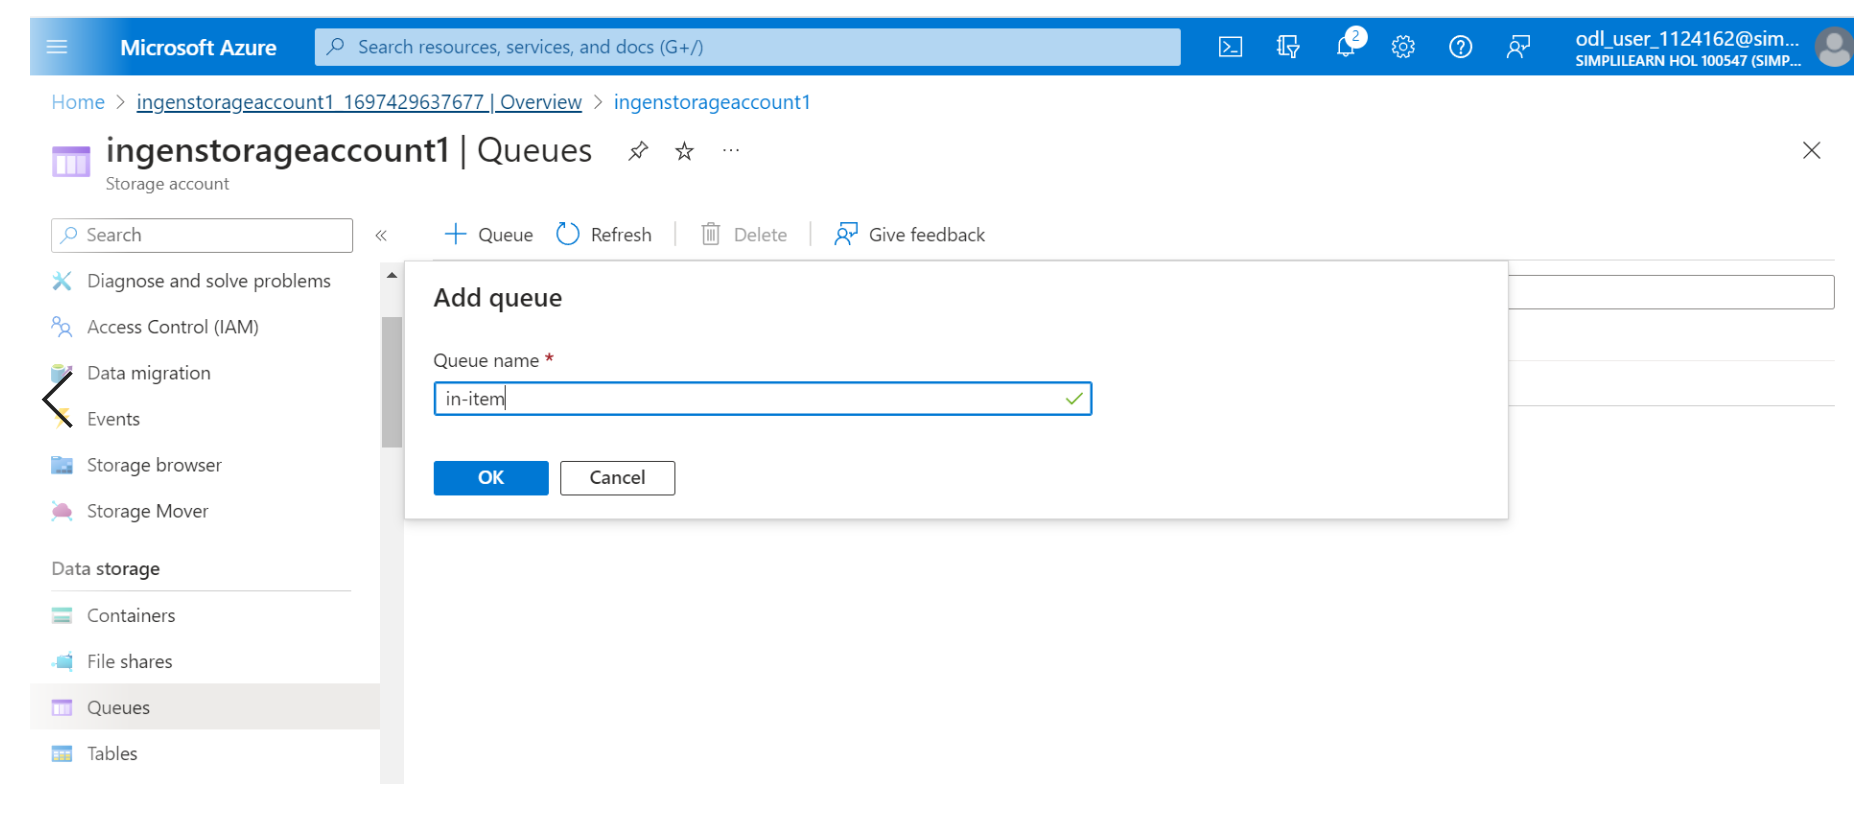 Microsoft Azure
Search resources, services, and docs (G+/)
2
odl_user_1124162@sim...
SIMPLILEARN HOL 100547 (SIMP...
Home > ingenstorageaccount1_1697429637677 | Overview > ingenstorageaccount1
ingenstorageaccount1 | Queues
Storage account
Search
Queue
Refresh
Delete
Give feedback
Diagnose and solve problems
Access Control (IAM)
Data migration
Events
Storage browser
Storage Mover
Data storage
Containers
File shares
Queues
Tables
Add queue
Queue name *
in-item
OK
Cancel